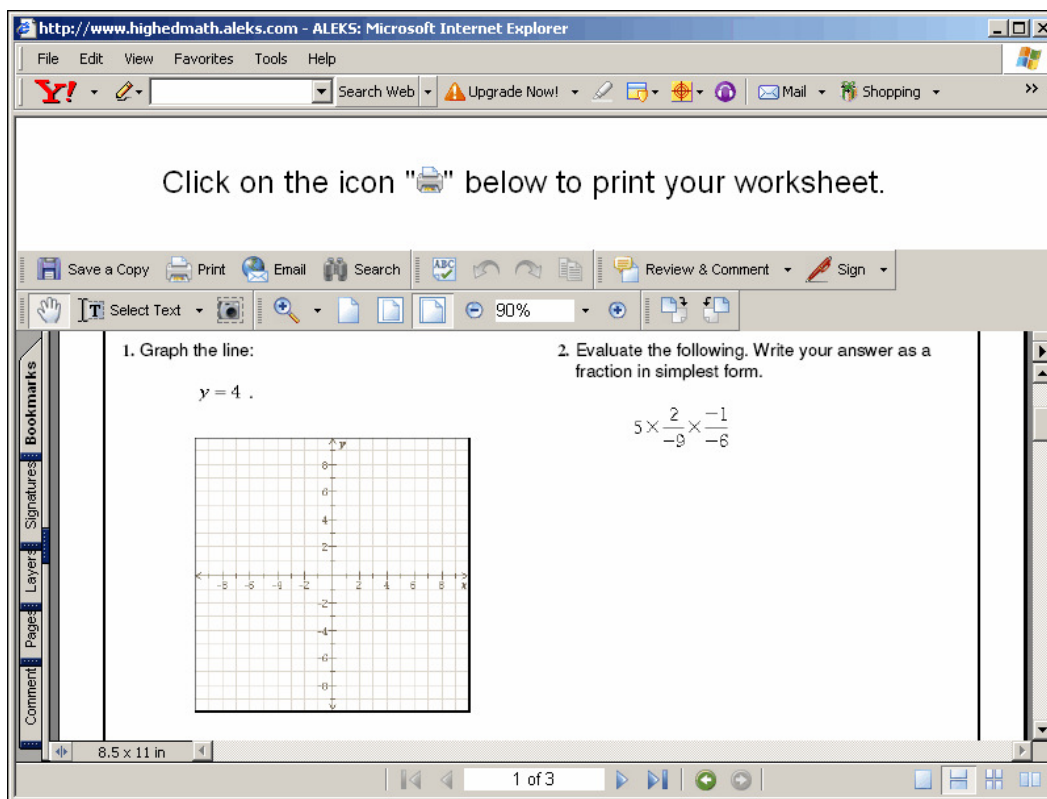 http://www.highedmath.aleks.com - ALEKS: Microsoft Internet Explorer
File Edit View Favorites Tools Help
Y! Search Web Upgrade Now! Mail Shopping »
Click on the icon "" below to print your worksheet.
Save a Copy Print Email Search ABC Review & Comment Sign
T Select Text 90%
Bookmarks
Signatures
Layers
Pages
Comment
1. Graph the line:
y = 4 .
y
8
6
4
2
-8 -6 -4 -2 2 4 6 8 x
-2
-4
-6
-8
2. Evaluate the following. Write your answer as a
fraction in simplest form.
5 × 2/-9 × -1/-6
8.5 x 11 in
1 of 3